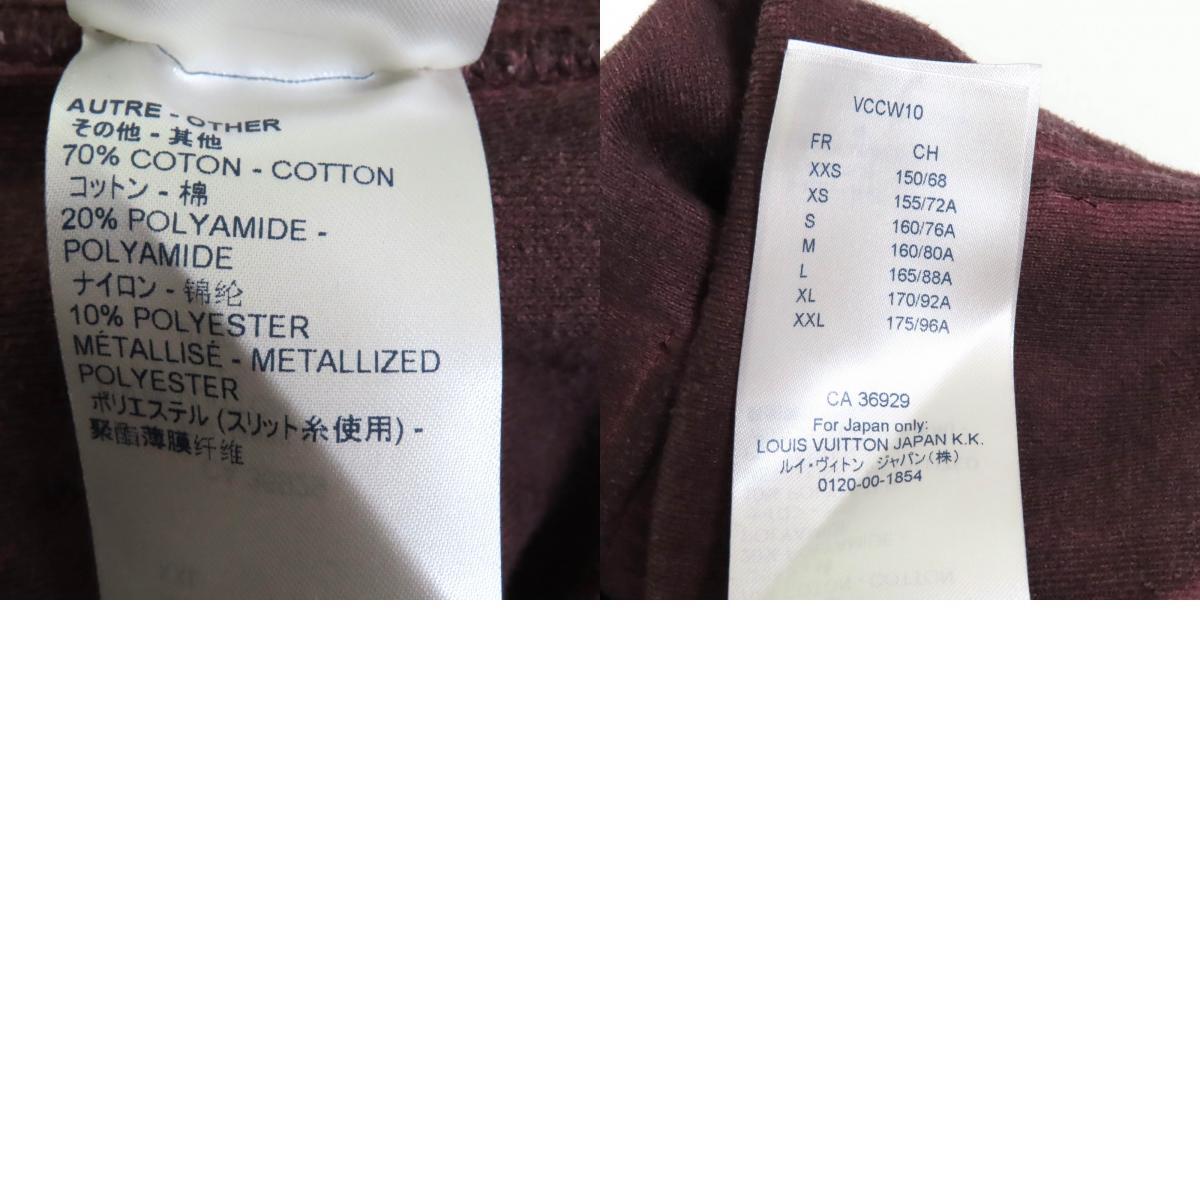 AUTRE - OTHER
その他 - 其他
70% COTON - COTTON
コットン - 棉
20% POLYAMIDE -
POLYAMIDE
ナイロン - 锦纶
10% POLYESTER
MÉTALLISÉ - METALLIZED
POLYESTER
ポリエステル (スリット糸使用) -
聚酯薄膜纤维
VCCW10
FR CH
XXS 150/68
XS 155/72A
S 160/76A
M 160/80A
L 165/88A
XL 170/92A
XXL 175/96A
CA 36929
For Japan only:
LOUIS VUITTON JAPAN K.K.
ルイ・ヴィトン ジャパン(株)
0120-00-1854